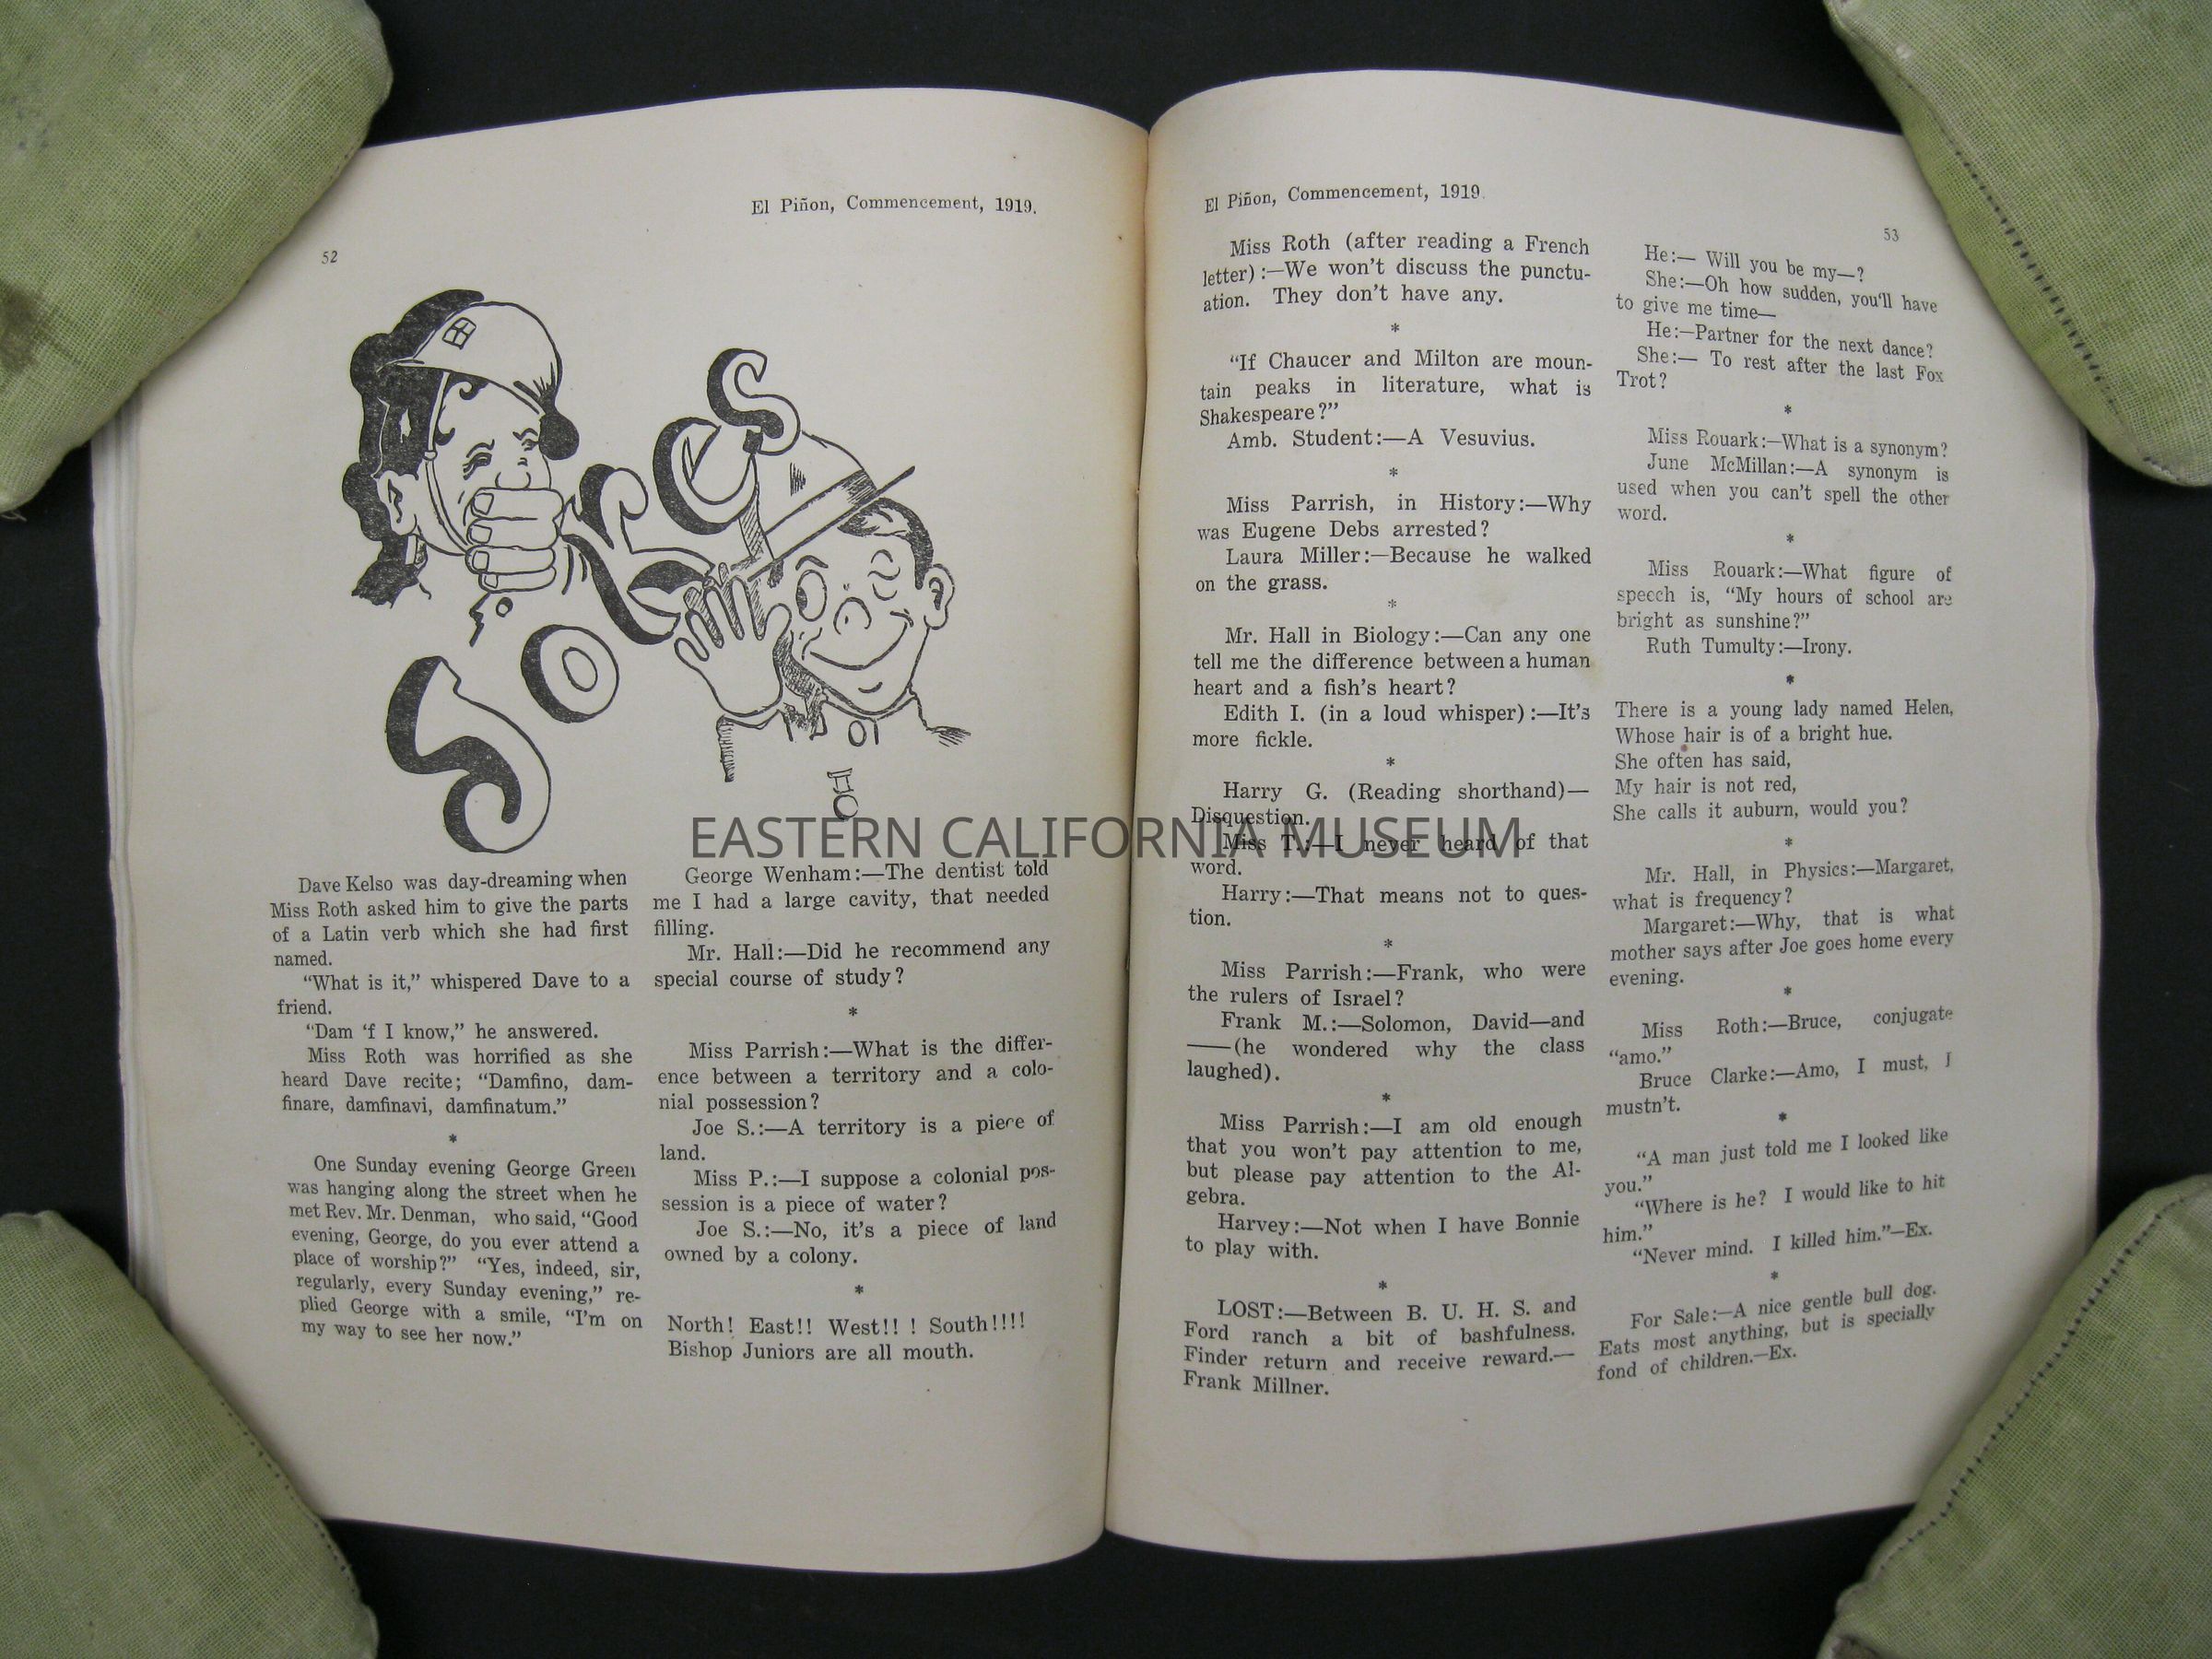 El Piñon, Commencement, 1919.
52
JOKES
Dave Kelso was day-dreaming when
Miss Roth asked him to give the parts
of a Latin verb which she had first
named.
“What is it,” whispered Dave to a
friend.
“Dam ‘f I know,” he answered.
Miss Roth was horrified as she
heard Dave recite; “Damfino, dam-
finare, damfinavi, damfinatum.”
*
One Sunday evening George Green
was hanging along the street when he
met Rev. Mr. Denman, who said, “Good
evening, George, do you ever attend a
place of worship?” “Yes, indeed, sir,
regularly, every Sunday evening,” re-
plied George with a smile, “I’m on
my way to see her now.”
George Wenham:—The dentist told
me I had a large cavity, that needed
filling.
Mr. Hall:—Did he recommend any
special course of study?
*
Miss Parrish:—What is the differ-
ence between a territory and a colo-
nial possession?
Joe S.:—A territory is a piece of
land.
Miss P.:—I suppose a colonial pos-
session is a piece of water?
Joe S.:—No, it’s a piece of land
owned by a colony.
*
North! East!! West!! ! South!!!!
Bishop Juniors are all mouth.
El Piñon, Commencement, 1919.
53
Miss Roth (after reading a French
letter) :—We won’t discuss the punctu-
ation. They don’t have any.
*
“If Chaucer and Milton are moun-
tain peaks in literature, what is
Shakespeare?”
Amb. Student:—A Vesuvius.
*
Miss Parrish, in History:—Why
was Eugene Debs arrested?
Laura Miller:—Because he walked
on the grass.
*
Mr. Hall in Biology:—Can any one
tell me the difference between a human
heart and a fish’s heart?
Edith I. (in a loud whisper) :—It’s
more fickle.
*
Harry G. (Reading shorthand)—
Disquestion.
Miss T.:—I never heard of that
word.
Harry:—That means not to ques-
tion.
*
Miss Parrish:—Frank, who were
the rulers of Israel?
Frank M.:—Solomon, David—and
——(he wondered why the class
laughed).
*
Miss Parrish:—I am old enough
that you won’t pay attention to me,
but please pay attention to the Al-
gebra.
Harvey:—Not when I have Bonnie
to play with.
*
LOST:—Between B. U. H. S. and
Ford ranch a bit of bashfulness.
Finder return and receive reward.—
Frank Millner.
He:— Will you be my—?
She:—Oh how sudden, you’ll have
to give me time—
He:—Partner for the next dance?
She:— To rest after the last Fox
Trot?
*
Miss Rouark:—What is a synonym?
June McMillan:—A synonym is
used when you can’t spell the other
word.
*
Miss Rouark:—What figure of
speech is, “My hours of school are
bright as sunshine?”
Ruth Tumulty:—Irony.
*
There is a young lady named Helen,
Whose hair is of a bright hue.
She often has said,
My hair is not red,
She calls it auburn, would you?
*
Mr. Hall, in Physics:—Margaret,
what is frequency?
Margaret:—Why, that is what
mother says after Joe goes home every
evening.
*
Miss Roth:—Bruce, conjugate
“amo.”
Bruce Clarke:—Amo, I must, I
mustn’t.
*
“A man just told me I looked like
you.”
“Where is he? I would like to hit
him.”
“Never mind. I killed him.”—Ex.
*
For Sale:—A nice gentle bull dog.
Eats most anything, but is specially
fond of children.—Ex.
EASTERN CALIFORNIA MUSEUM